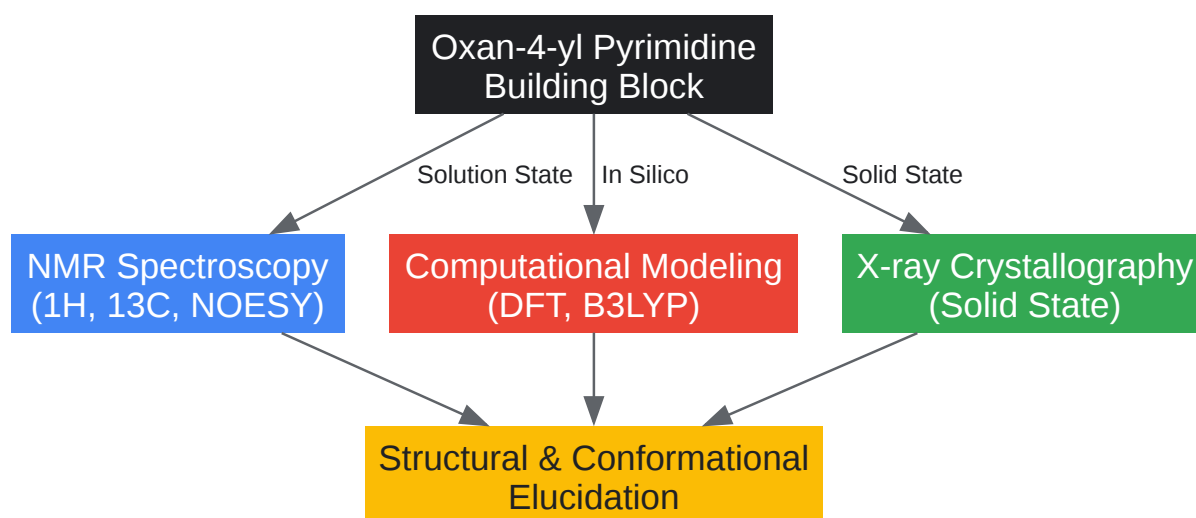 Oxan-4-yl Pyrimidine
Building Block
Solution State
In Silico
Solid State
NMR Spectroscopy
(1H, 13C, NOESY)
Computational Modeling
(DFT, B3LYP)
X-ray Crystallography
(Solid State)
Structural & Conformational
Elucidation